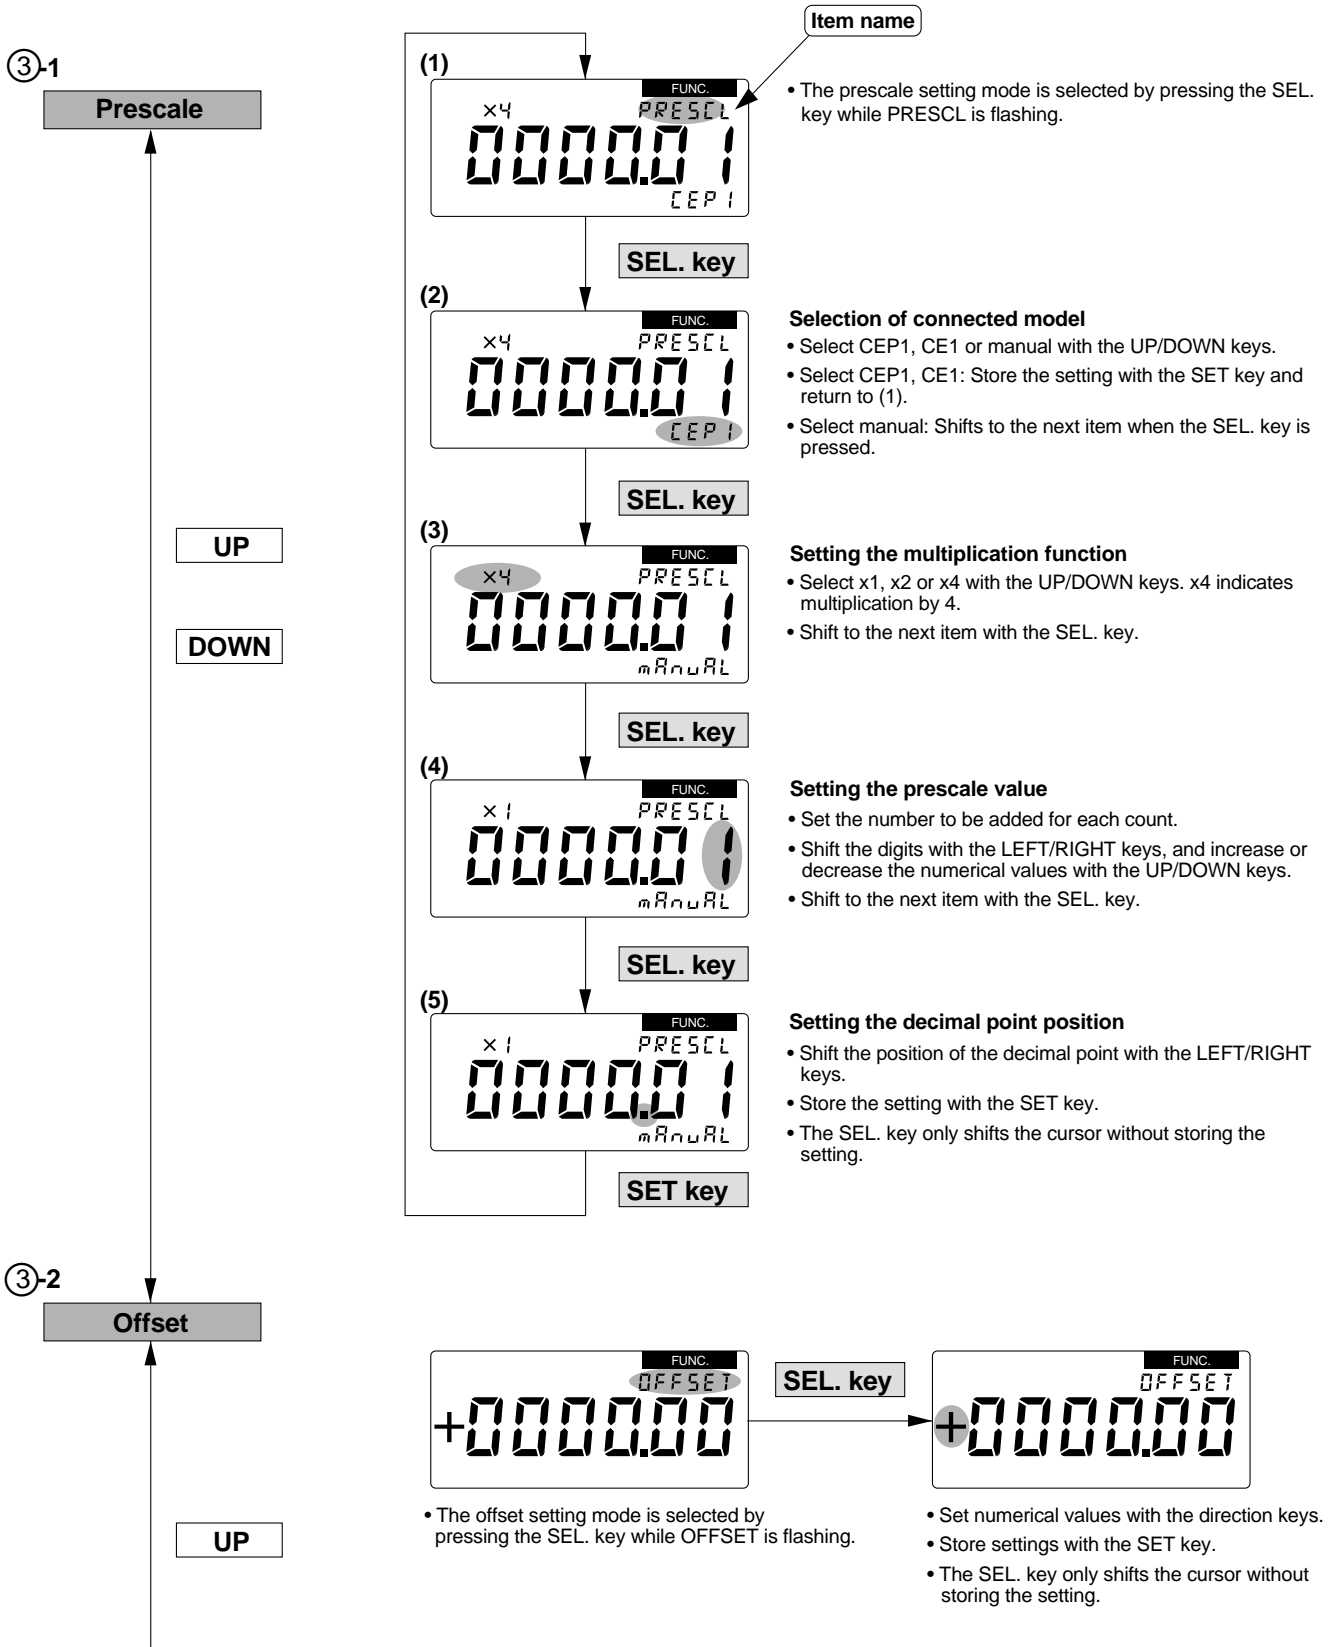 Item name
③-1
Prescale
(1)
FUNC.
×4 PRESCL
0000.01
CEP1
• The prescale setting mode is selected by pressing the SEL.
key while PRESCL is flashing.
SEL. key
(2)
FUNC.
×4 PRESCL
0000.01
CEP1
Selection of connected model
• Select CEP1, CE1 or manual with the UP/DOWN keys.
• Select CEP1, CE1: Store the setting with the SET key and
return to (1).
• Select manual: Shifts to the next item when the SEL. key is
pressed.
SEL. key
UP
DOWN
(3)
FUNC.
×4 PRESCL
0000.01
mAnuAL
Setting the multiplication function
• Select x1, x2 or x4 with the UP/DOWN keys. x4 indicates
multiplication by 4.
• Shift to the next item with the SEL. key.
SEL. key
(4)
FUNC.
×1 PRESCL
0000.01
mAnuAL
Setting the prescale value
• Set the number to be added for each count.
• Shift the digits with the LEFT/RIGHT keys, and increase or
decrease the numerical values with the UP/DOWN keys.
• Shift to the next item with the SEL. key.
SEL. key
(5)
FUNC.
×1 PRESCL
0000.01
mAnuAL
Setting the decimal point position
• Shift the position of the decimal point with the LEFT/RIGHT
keys.
• Store the setting with the SET key.
• The SEL. key only shifts the cursor without storing the
setting.
SET key
③-2
Offset
UP
FUNC.
OFFSET
+0000.00
• The offset setting mode is selected by
pressing the SEL. key while OFFSET is flashing.
SEL. key
FUNC.
OFFSET
+0000.00
• Set numerical values with the direction keys.
• Store settings with the SET key.
• The SEL. key only shifts the cursor without
storing the setting.